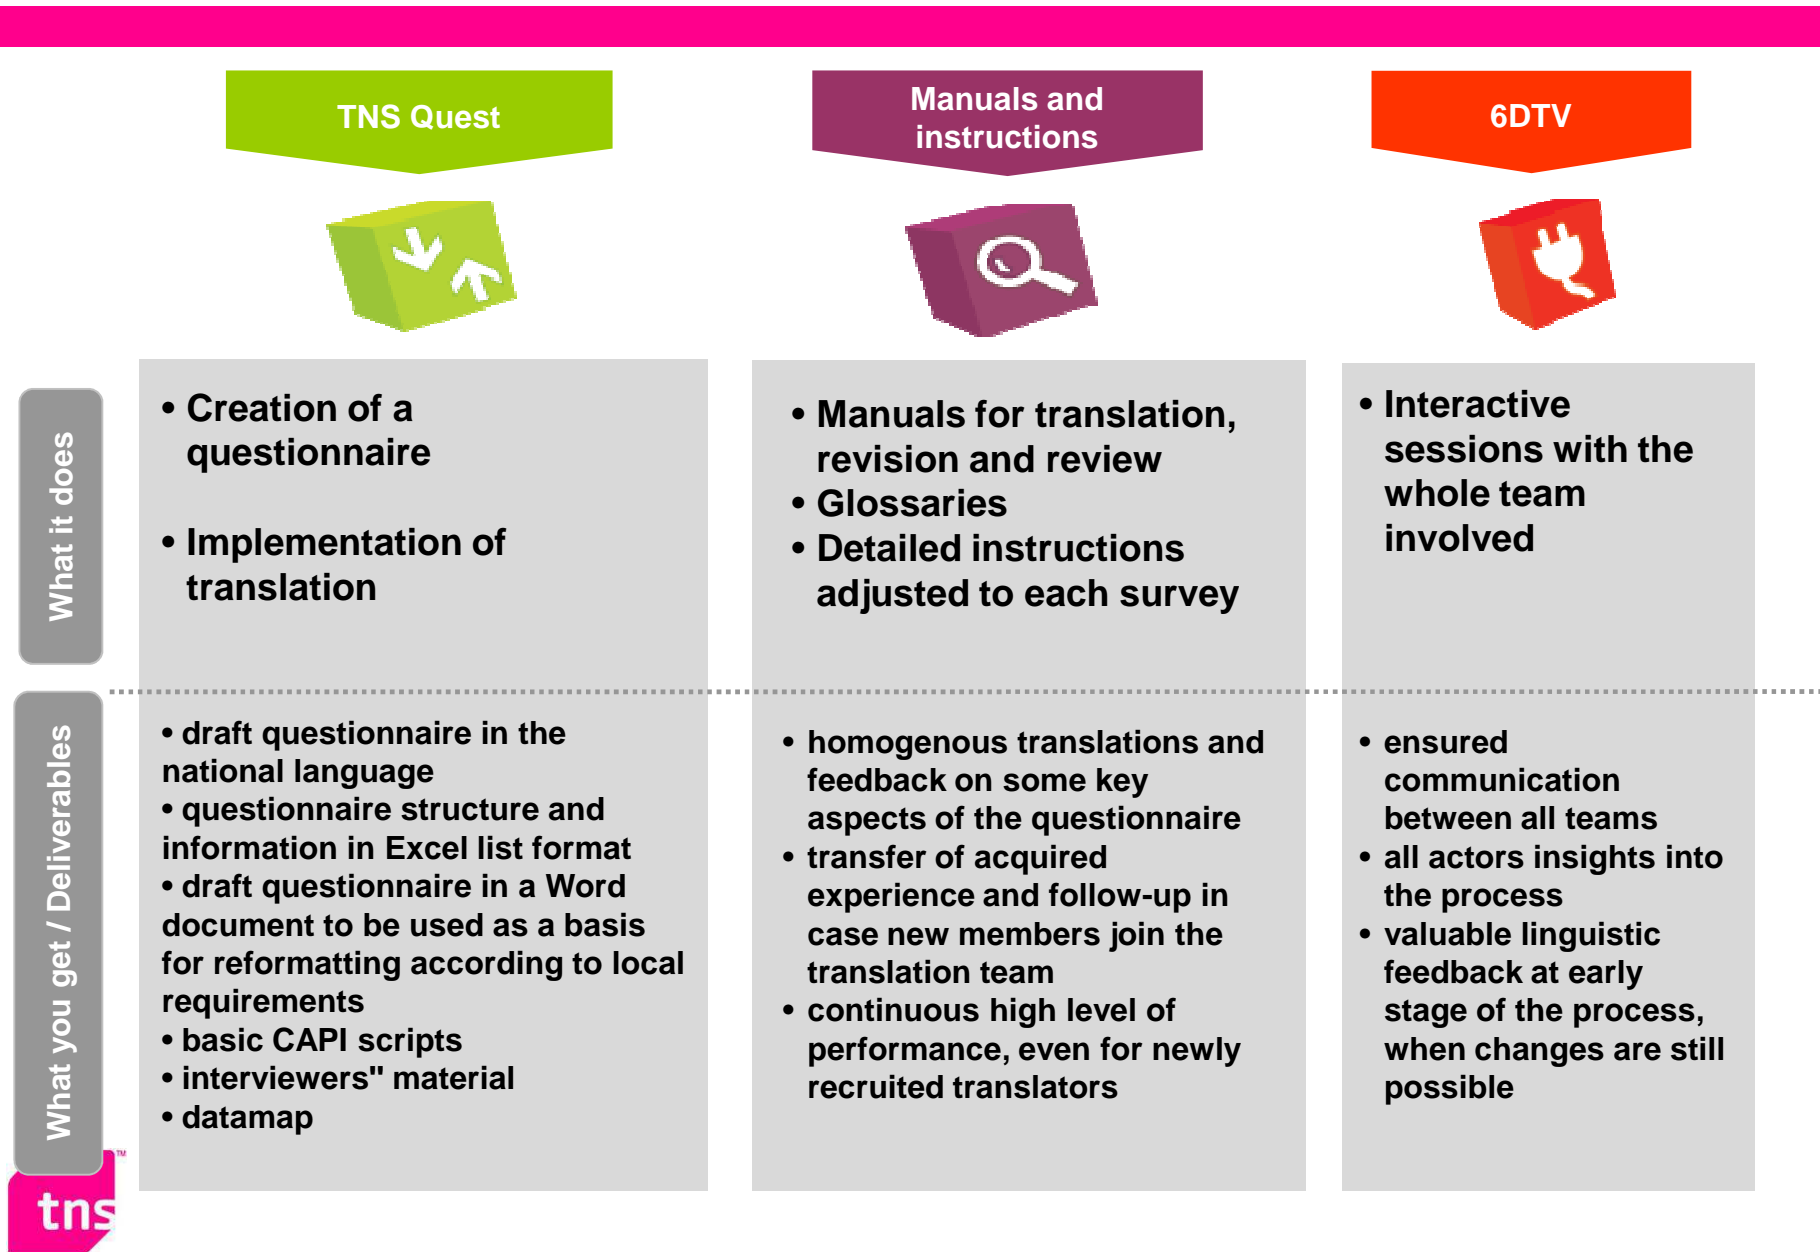 TNS Quest
Manuals and
instructions
6DTV
What it does
• Creation of a
questionnaire
• Implementation of
translation
• Manuals for translation,
revision and review
• Glossaries
• Detailed instructions
adjusted to each survey
• Interactive
sessions with the
whole team
involved
What you get / Deliverables
• draft questionnaire in the
national language
• questionnaire structure and
information in Excel list format
• draft questionnaire in a Word
document to be used as a basis
for reformatting according to local
requirements
• basic CAPI scripts
• interviewers" material
• datamap
• homogenous translations and
feedback on some key
aspects of the questionnaire
• transfer of acquired
experience and follow-up in
case new members join the
translation team
• continuous high level of
performance, even for newly
recruited translators
• ensured
communication
between all teams
• all actors insights into
the process
• valuable linguistic
feedback at early
stage of the process,
when changes are still
possible
tns
TM